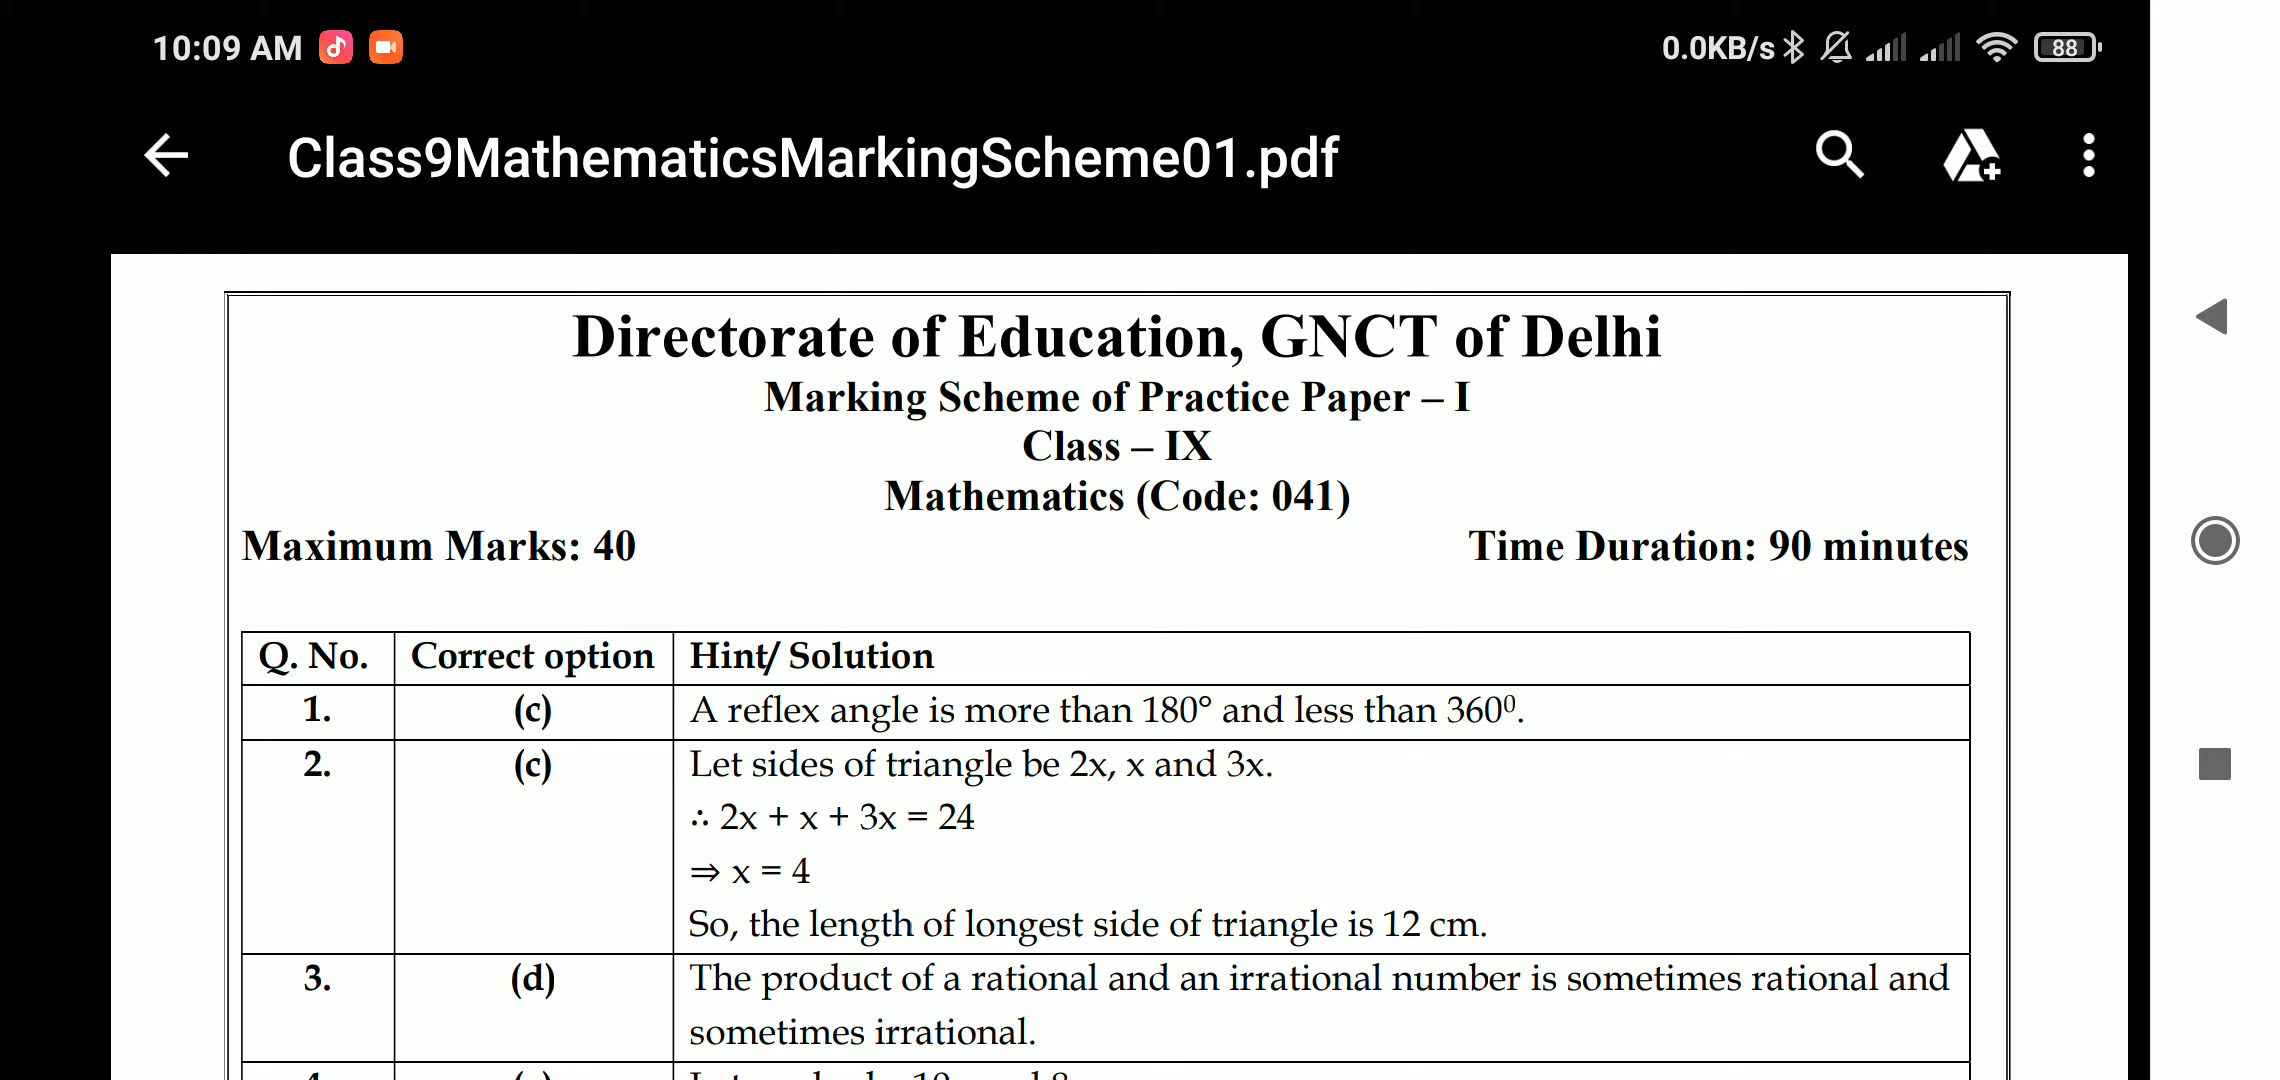 10:09 AM
0.0KB/s
88
Class9MathematicsMarkingScheme01.pdf
Directorate of Education, GNCT of Delhi
Marking Scheme of Practice Paper – I
Class – IX
Mathematics (Code: 041)
Maximum Marks: 40 Time Duration: 90 minutes
Q. No. Correct option Hint/ Solution
1. (c) A reflex angle is more than 180° and less than 360⁰.
2. (c) Let sides of triangle be 2x, x and 3x.
∴ 2x + x + 3x = 24
⇒ x = 4
So, the length of longest side of triangle is 12 cm.
3. (d) The product of a rational and an irrational number is sometimes rational and
sometimes irrational.